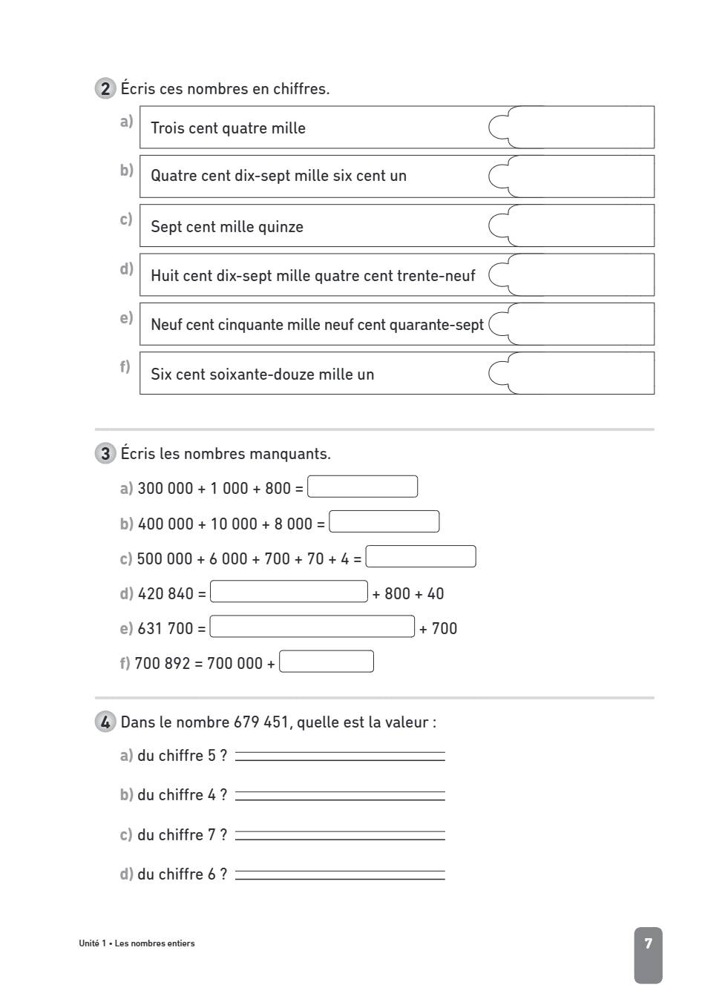 2 Écris ces nombres en chiffres.
a) Trois cent quatre mille
b) Quatre cent dix-sept mille six cent un
c) Sept cent mille quinze
d) Huit cent dix-sept mille quatre cent trente-neuf
e) Neuf cent cinquante mille neuf cent quarante-sept
f) Six cent soixante-douze mille un
3 Écris les nombres manquants.
a) 300 000 + 1 000 + 800 =
b) 400 000 + 10 000 + 8 000 =
c) 500 000 + 6 000 + 700 + 70 + 4 =
d) 420 840 = + 800 + 40
e) 631 700 = + 700
f) 700 892 = 700 000 +
4 Dans le nombre 679 451, quelle est la valeur :
a) du chiffre 5 ?
b) du chiffre 4 ?
c) du chiffre 7 ?
d) du chiffre 6 ?
Unité 1 • Les nombres entiers
7